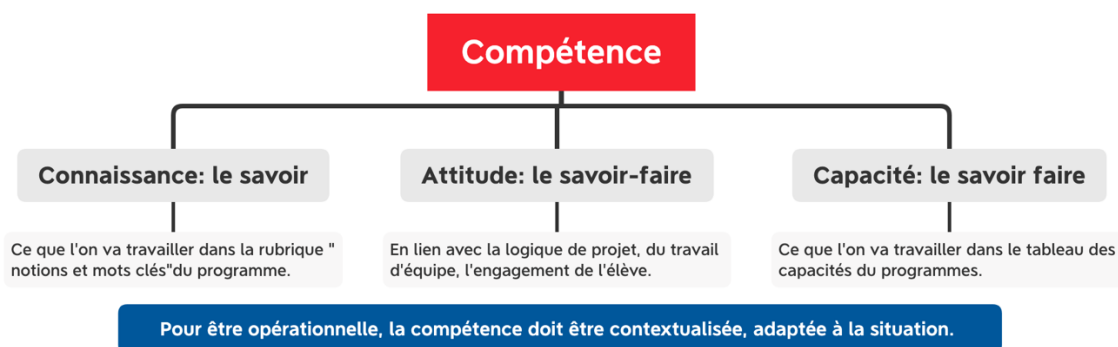 Compétence
Connaissance: le savoir
Attitude: le savoir-faire
Capacité: le savoir faire
Ce que l'on va travailler dans la rubrique "
notions et mots clés"du programme.
En lien avec la logique de projet, du travail
d'équipe, l'engagement de l'élève.
Ce que l'on va travailler dans le tableau des
capacités du programmes.
Pour être opérationnelle, la compétence doit être contextualisée, adaptée à la situation.